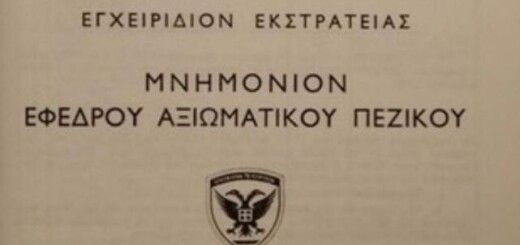 ΕΓΧΕΙΡΙΔΙΟΝ ΕΚΣΤΡΑΤΕΙΑΣ
ΜΝΗΜΟΝΙΟΝ
ΕΦΕΔΡΟΥ ΑΞΙΩΜΑΤΙΚΟΥ ΠΕΖΙΚΟΥ